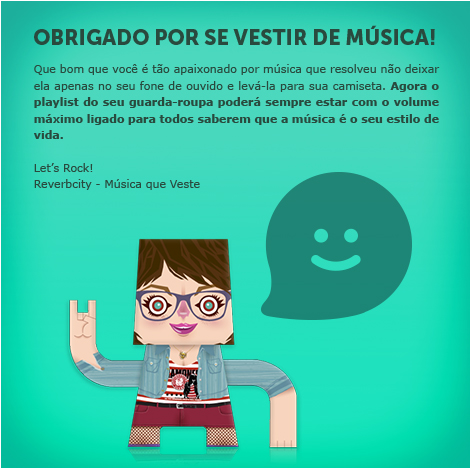 OBRIGADO POR SE VESTIR DE MÚSICA!
Que bom que você é tão apaixonado por música que resolveu não deixar
ela apenas no seu fone de ouvido e levá-la para sua camiseta. Agora o
playlist do seu guarda-roupa poderá sempre estar com o volume
máximo ligado para todos saberem que a música é o seu estilo de
vida.
Let's Rock!
Reverbcity - Música que Veste